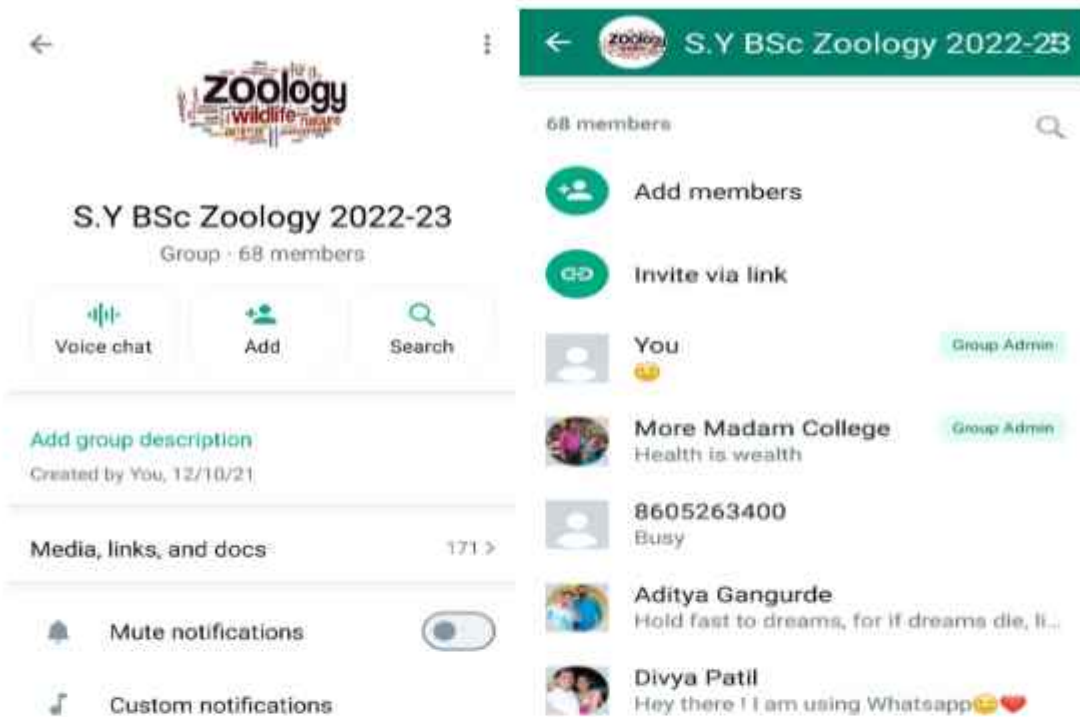 zoology
wildlife
nature
S.Y BSc Zoology 2022-23
Group · 68 members
Voice chat
Add
Search
Add group description
Created by You, 12/10/21
Media, links, and docs
171 >
Mute notifications
Custom notifications
zoology
S.Y BSc Zoology 2022-23
68 members
Add members
Invite via link
You
Group Admin
😊
More Madam College
Group Admin
Health is wealth
8605263400
Busy
Aditya Gangurde
Hold fast to dreams, for if dreams die, li...
Divya Patil
Hey there ! I am using Whatsapp😊❤️